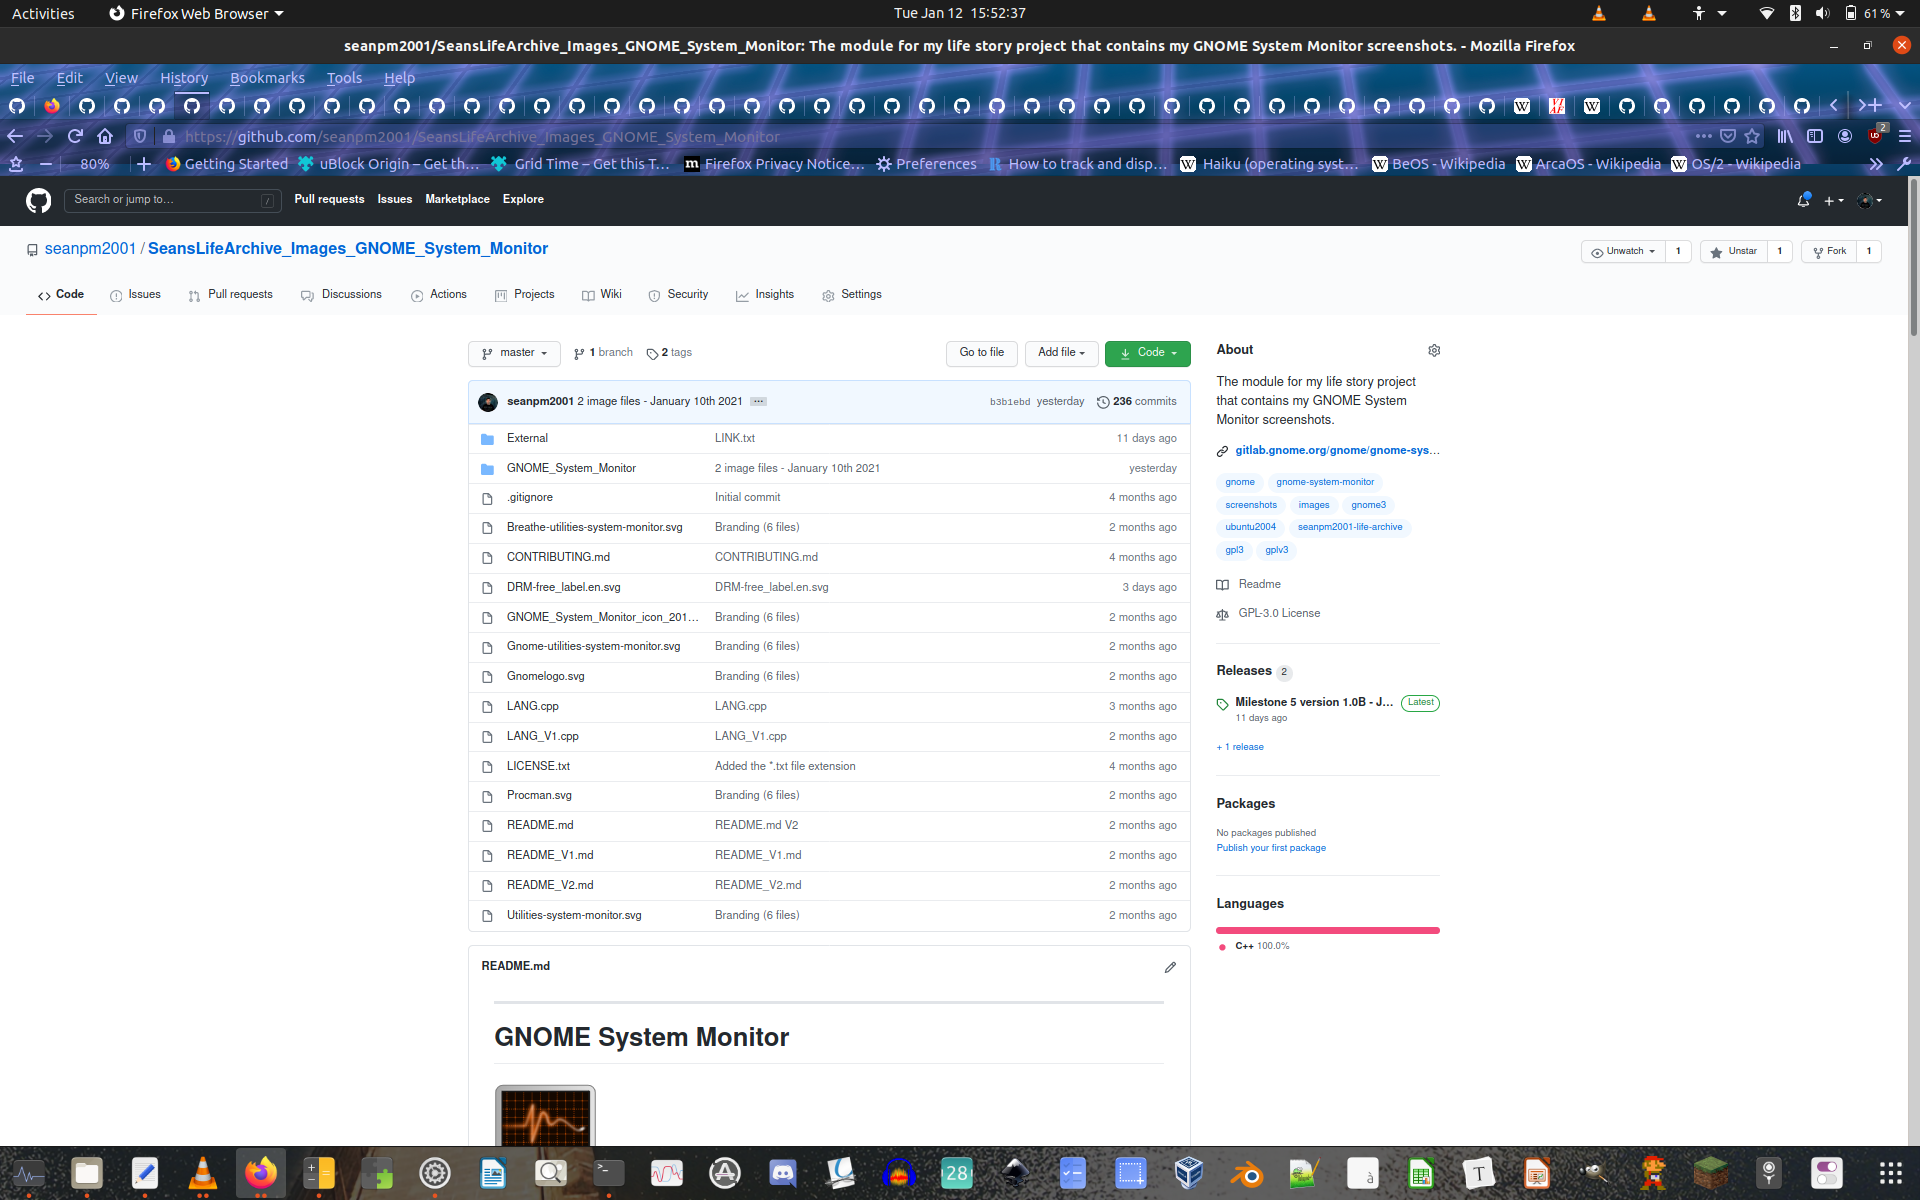 Activities Firefox Web Browser Tue Jan 12 15:52:37 61 %
seanpm2001/SeansLifeArchive_Images_GNOME_System_Monitor: The module for my life story project that contains my GNOME System Monitor screenshots. - Mozilla Firefox
File Edit View History Bookmarks Tools Help
https://github.com/seanpm2001/SeansLifeArchive_Images_GNOME_System_Monitor 2
80% Getting Started uBlock Origin – Get th… Grid Time – Get this T… Firefox Privacy Notice… Preferences How to track and disp… Haiku (operating syst… BeOS - Wikipedia ArcaOS - Wikipedia OS/2 - Wikipedia
Search or jump to… / Pull requests Issues Marketplace Explore
seanpm2001 / SeansLifeArchive_Images_GNOME_System_Monitor Unwatch 1 Unstar 1 Fork 1
Code Issues Pull requests Discussions Actions Projects Wiki Security Insights Settings
master 1 branch 2 tags Go to file Add file Code
seanpm2001 2 image files - January 10th 2021 ... b3b1ebd yesterday 236 commits
External LINK.txt 11 days ago
GNOME_System_Monitor 2 image files - January 10th 2021 yesterday
.gitignore Initial commit 4 months ago
Breathe-utilities-system-monitor.svg Branding (6 files) 2 months ago
CONTRIBUTING.md CONTRIBUTING.md 4 months ago
DRM-free_label.en.svg DRM-free_label.en.svg 3 days ago
GNOME_System_Monitor_icon_201… Branding (6 files) 2 months ago
Gnome-utilities-system-monitor.svg Branding (6 files) 2 months ago
Gnomelogo.svg Branding (6 files) 2 months ago
LANG.cpp LANG.cpp 3 months ago
LANG_V1.cpp LANG_V1.cpp 2 months ago
LICENSE.txt Added the *.txt file extension 4 months ago
Procman.svg Branding (6 files) 2 months ago
README.md README.md V2 2 months ago
README_V1.md README_V1.md 2 months ago
README_V2.md README_V2.md 2 months ago
Utilities-system-monitor.svg Branding (6 files) 2 months ago
README.md
GNOME System Monitor
About
The module for my life story project
that contains my GNOME System
Monitor screenshots.
gitlab.gnome.org/gnome/gnome-sys…
gnome gnome-system-monitor
screenshots images gnome3
ubuntu2004 seanpm2001-life-archive
gpl3 gplv3
Readme
GPL-3.0 License
Releases 2
Milestone 5 version 1.0B - J… Latest
11 days ago
+ 1 release
Packages
No packages published
Publish your first package
Languages
C++ 100.0%
28